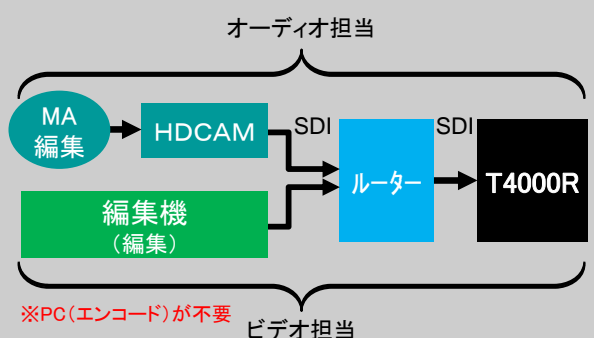 オーディオ担当
MA
編集
HDCAM
SDI
SDI
ルーター
T4000R
編集機
(編集)
※PC(エンコード)が不要
ビデオ担当